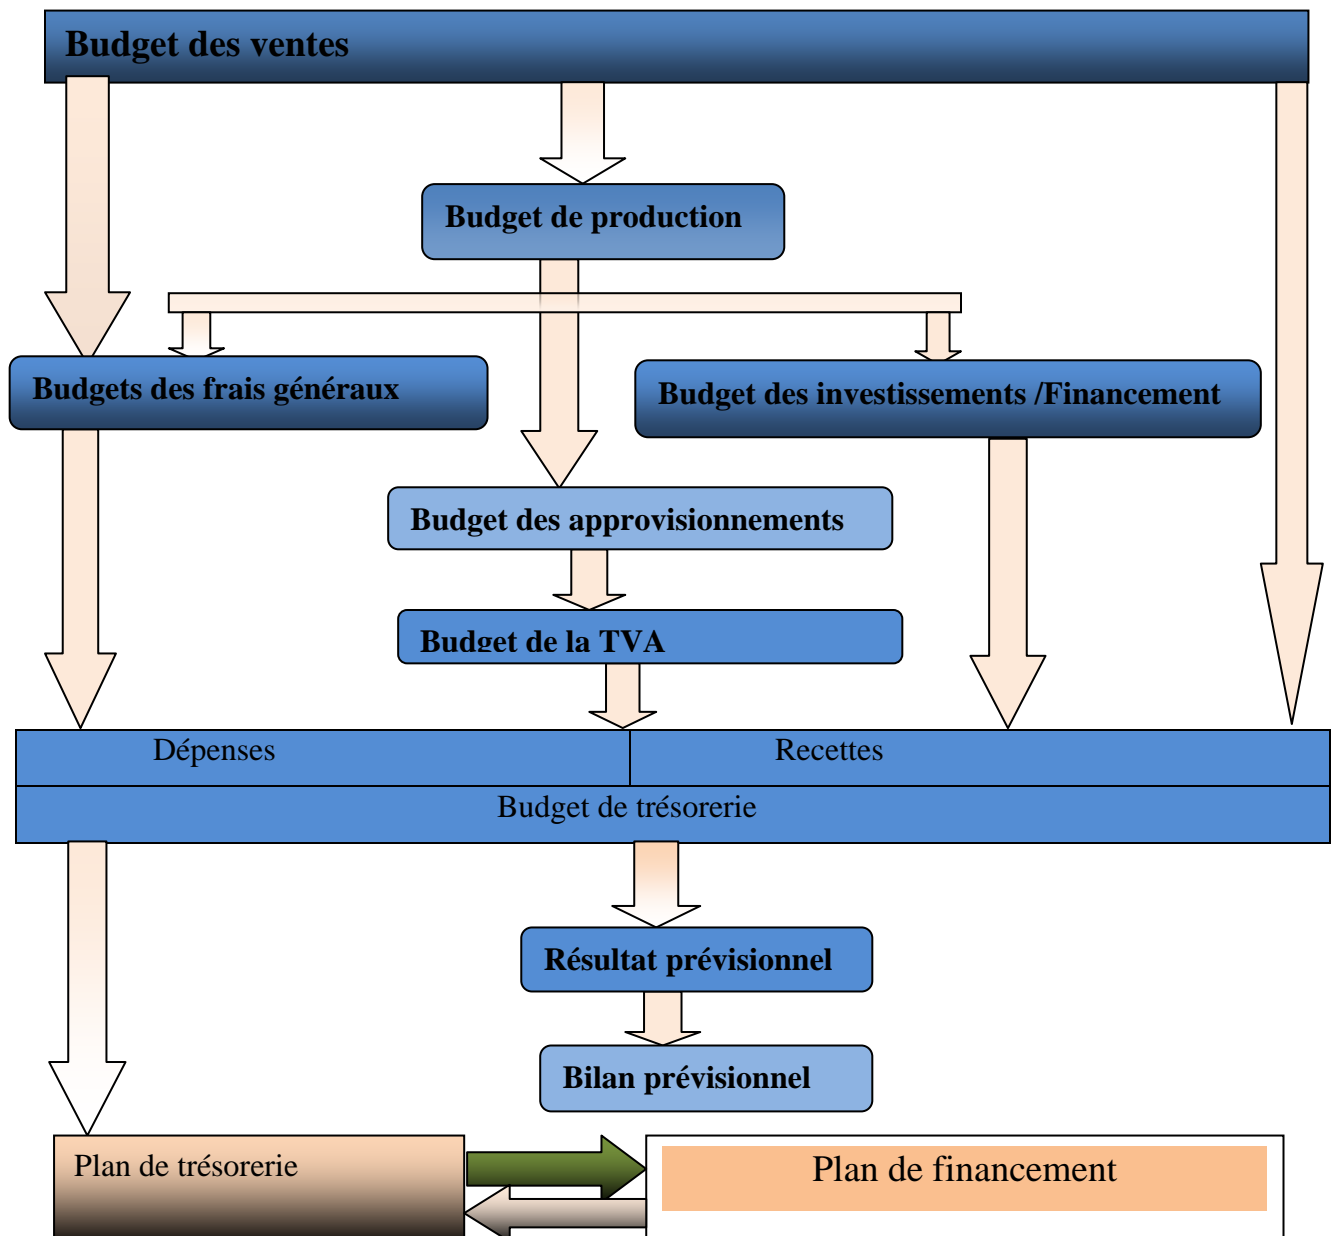 Budget des ventes
Budget de production
Budgets des frais généraux
Budget des investissements /Financement
Budget des approvisionnements
Budget de la TVA
Dépenses
Recettes
Budget de trésorerie
Résultat prévisionnel
Bilan prévisionnel
Plan de trésorerie
Plan de financement